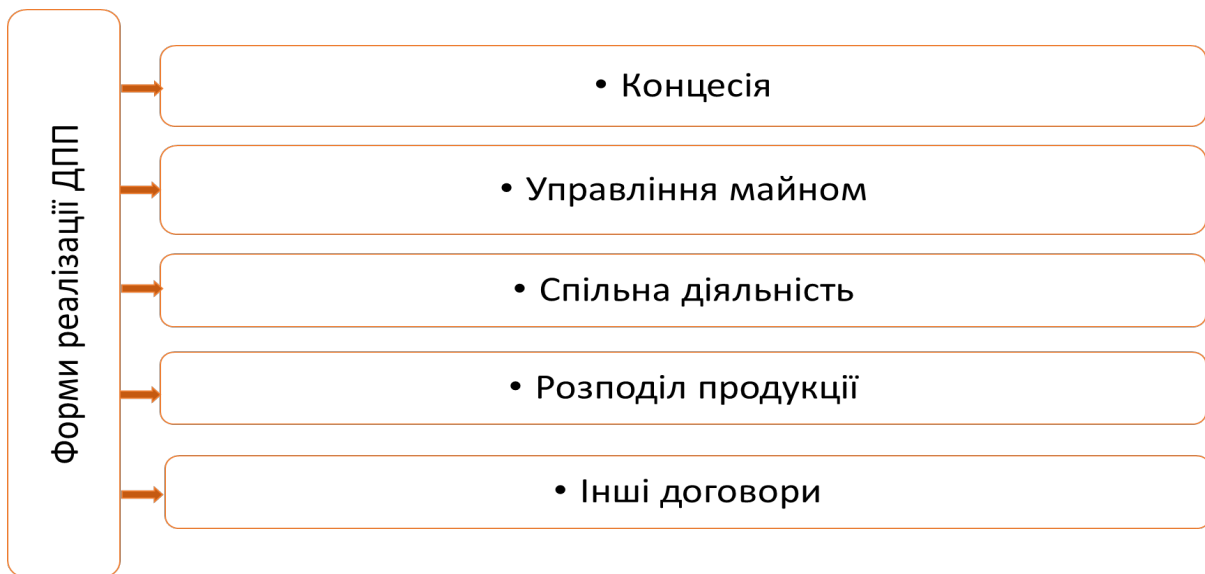 Форми реалізації ДПП
• Концесія
• Управління майном
• Спільна діяльність
• Розподіл продукції
• Інші договори